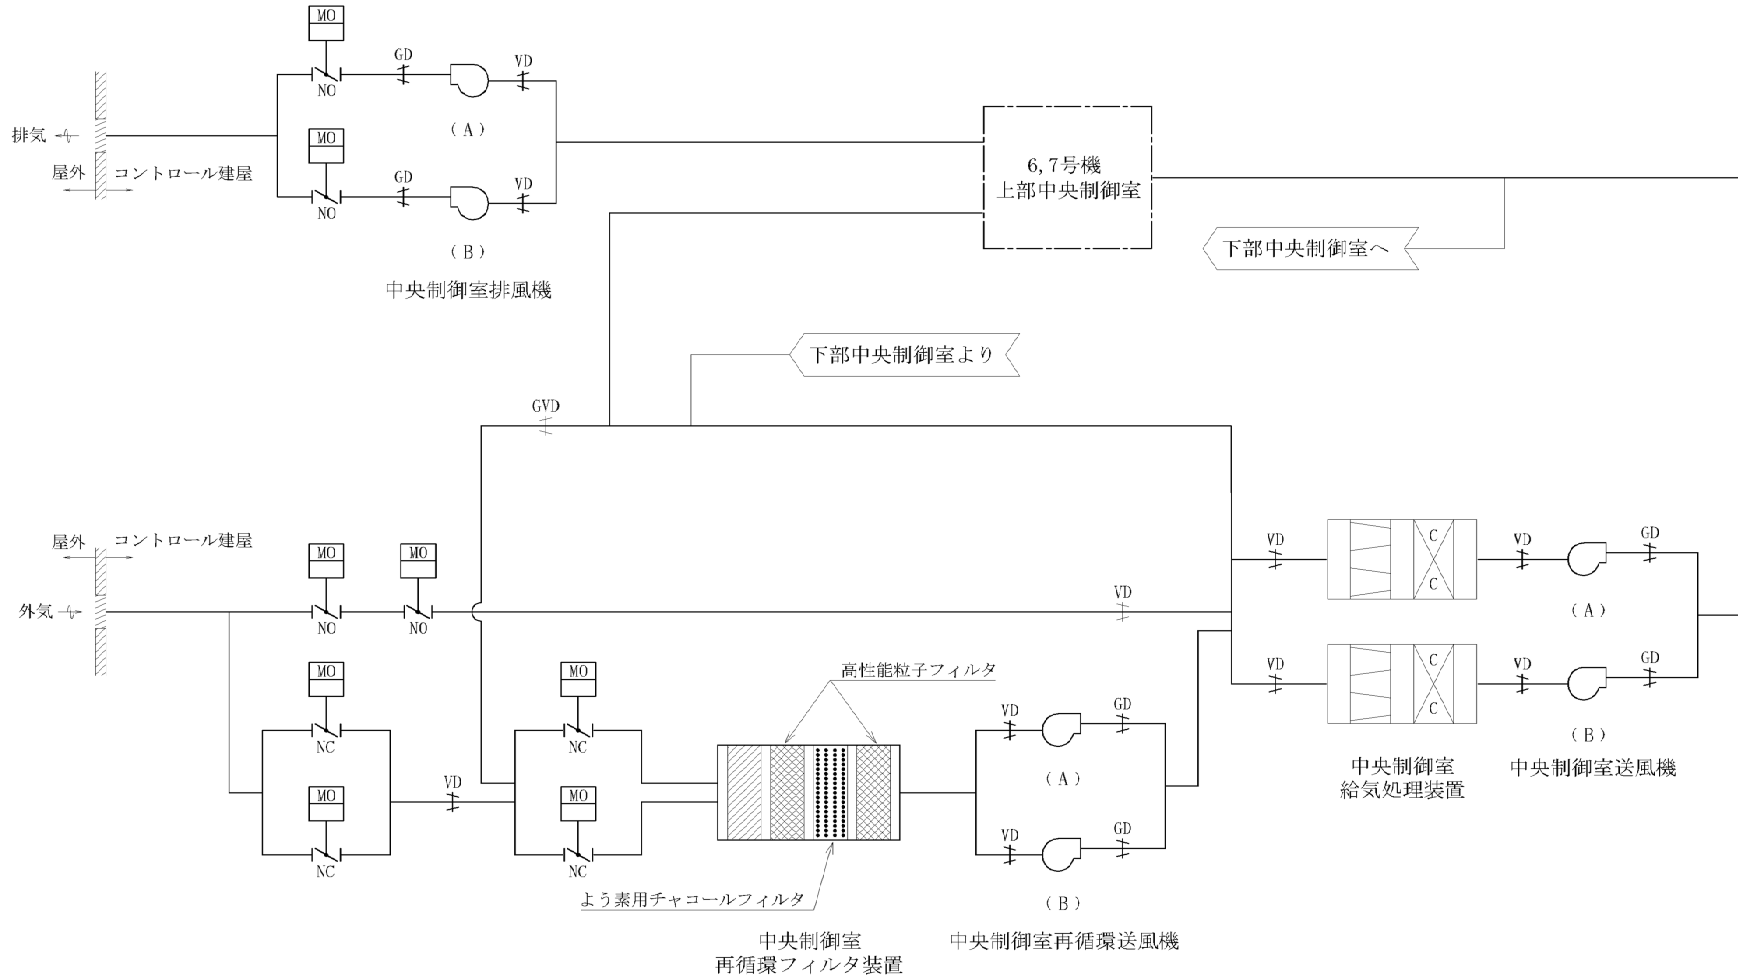 MO
NO
GD
VD
(A)
排気
MO
NO
GD
VD
屋外
コントロール建屋
(B)
中央制御室排風機
6,7号機
上部中央制御室
下部中央制御室へ
下部中央制御室より
GVD
屋外
コントロール建屋
外気
MO
NO
MO
NO
VD
VD
C
C
VD
GD
(A)
VD
C
C
VD
GD
(B)
中央制御室
給気処理装置
中央制御室送風機
MO
NC
MO
NC
VD
MO
NC
MO
NC
高性能粒子フィルタ
よう素用チャコールフィルタ
中央制御室
再循環フィルタ装置
VD
GD
(A)
VD
GD
(B)
中央制御室再循環送風機